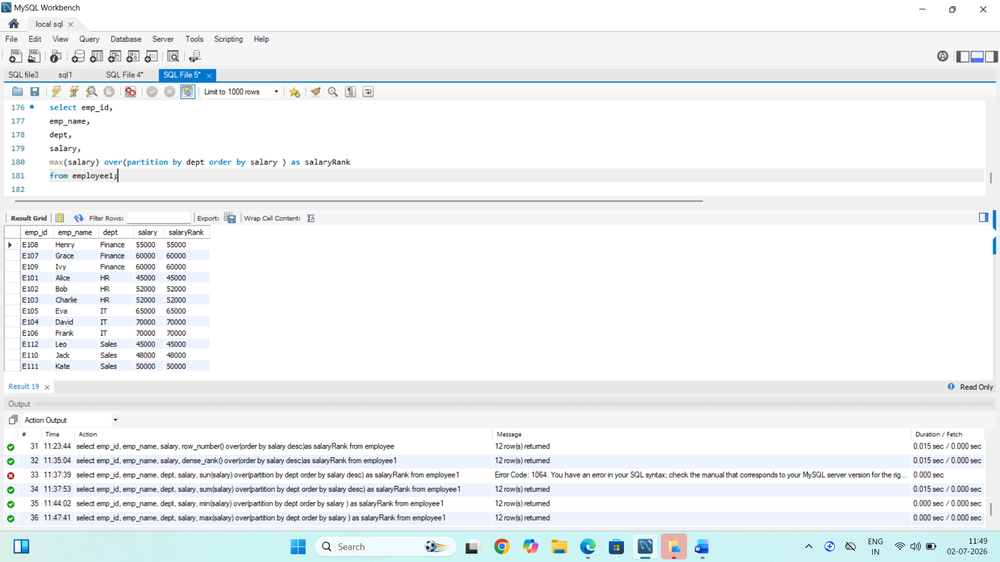 MySQL Workbench
local sql
File Edit View Query Database Server Tools Scripting Help
SQL file3 sql1 SQL File 4* SQL File 5*
Limit to 1000 rows
176 select emp_id,
177 emp_name,
178 dept,
179 salary,
180 max(salary) over(partition by dept order by salary ) as salaryRank
181 from employee1;
182
Result Grid Filter Rows: Export: Wrap Cell Content:
emp_id emp_name dept salary salaryRank
E108 Henry Finance 55000 55000
E107 Grace Finance 60000 60000
E109 Ivy Finance 60000 60000
E101 Alice HR 45000 45000
E102 Bob HR 52000 52000
E103 Charlie HR 52000 52000
E105 Eva IT 65000 65000
E104 David IT 70000 70000
E106 Frank IT 70000 70000
E112 Leo Sales 45000 45000
E110 Jack Sales 48000 48000
E111 Kate Sales 50000 50000
Result 19 Read Only
Output
Action Output
# Time Action Message Duration / Fetch
31 11:23:44 select emp_id, emp_name, salary, row_number() over(order by salary desc)as salaryRank from employee 12 row(s) returned 0.015 sec / 0.000 sec
32 11:35:04 select emp_id, emp_name, salary, dense_rank() over(order by salary desc)as salaryRank from employee1 12 row(s) returned 0.015 sec / 0.000 sec
33 11:37:39 select emp_id, emp_name, dept, salary, sun(salary) over(partition by dept order by salary desc) as salaryRank from employee1 Error Code: 1064. You have an error in your SQL syntax; check the manual that corresponds to your MySQL server version for the rig... 0.000 sec
34 11:37:53 select emp_id, emp_name, dept, salary, sum(salary) over(partition by dept order by salary desc) as salaryRank from employee1 12 row(s) returned 0.015 sec / 0.000 sec
35 11:44:02 select emp_id, emp_name, dept, salary, min(salary) over(partition by dept order by salary ) as salaryRank from employee1 12 row(s) returned 0.000 sec / 0.000 sec
36 11:47:41 select emp_id, emp_name, dept, salary, max(salary) over(partition by dept order by salary ) as salaryRank from employee1 12 row(s) returned 0.000 sec / 0.000 sec
Search
ENG
IN
11:49
02-07-2026